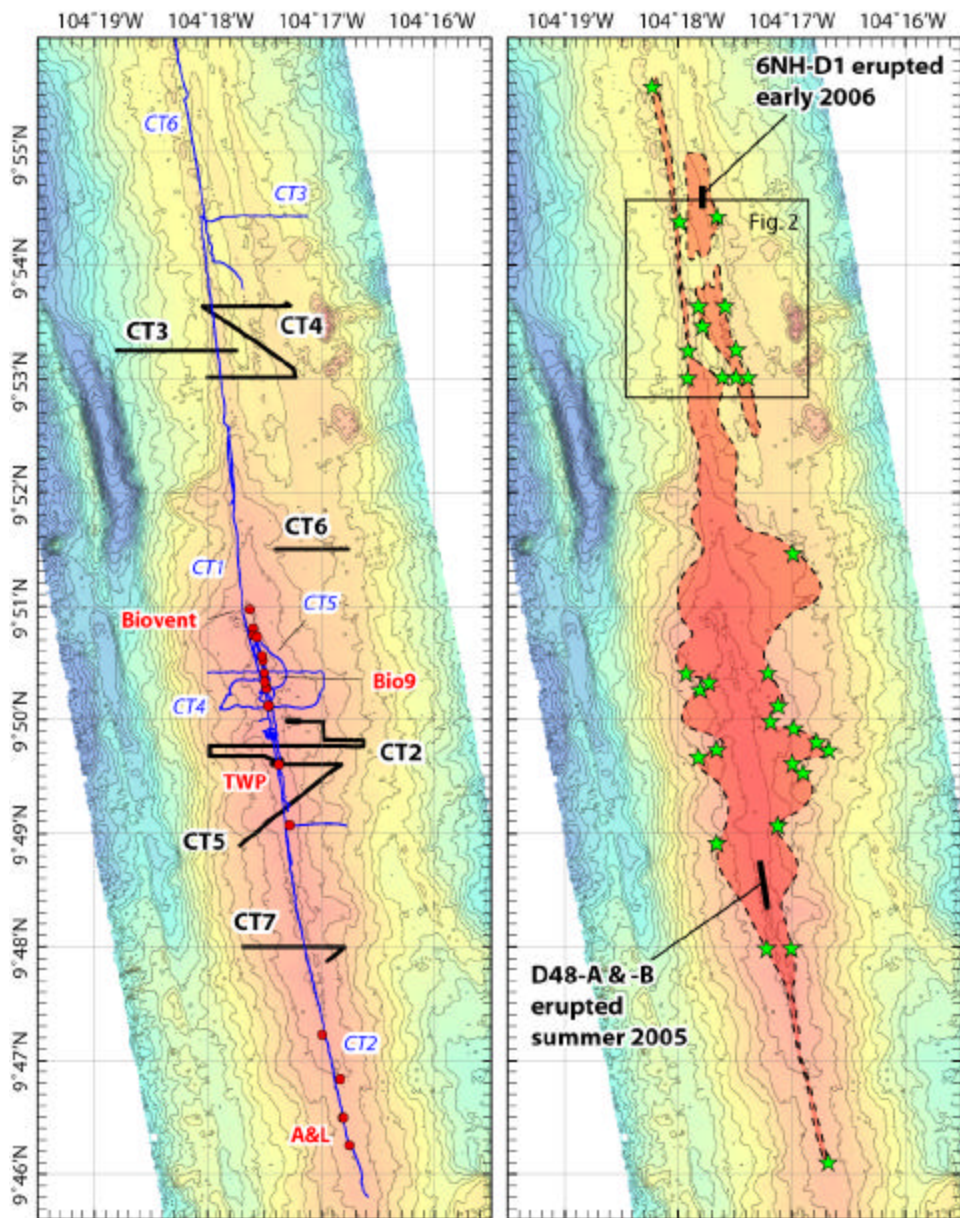 104°19'W 104°18'W 104°17'W 104°16'W
104°19'W 104°18'W 104°17'W 104°16'W
9°55'N
9°54'N
9°53'N
9°52'N
9°51'N
9°50'N
9°49'N
9°48'N
9°47'N
9°46'N
CT6
CT3
CT3
CT4
CT6
CT1
CT5
Biovent
Bio9
CT4
CT2
TWP
CT5
CT7
CT2
A&L
6NH-D1 erupted
early 2006
Fig. 2
D48-A & -B
erupted
summer 2005